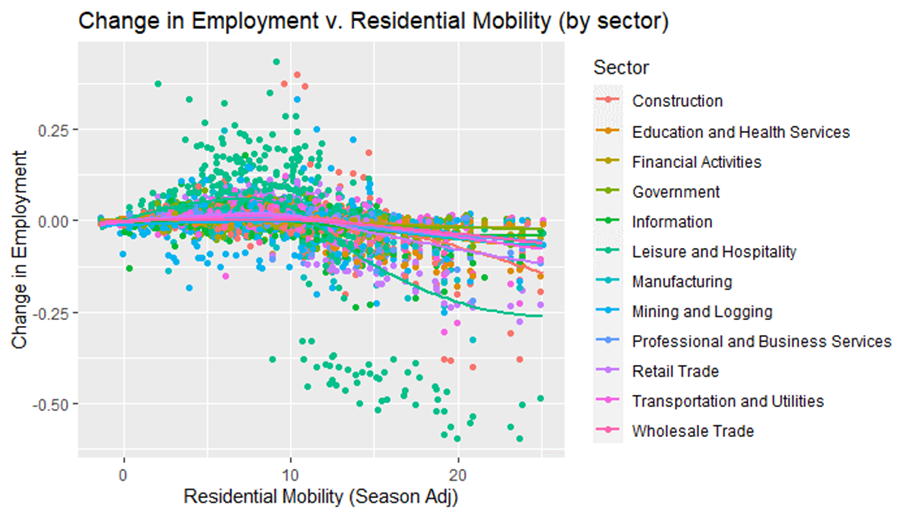 Change in Employment v. Residential Mobility (by sector)
Change in Employment
0.25
0.00
-0.25
-0.50
0
10
20
Residential Mobility (Season Adj)
Sector
Construction
Education and Health Services
Financial Activities
Government
Information
Leisure and Hospitality
Manufacturing
Mining and Logging
Professional and Business Services
Retail Trade
Transportation and Utilities
Wholesale Trade